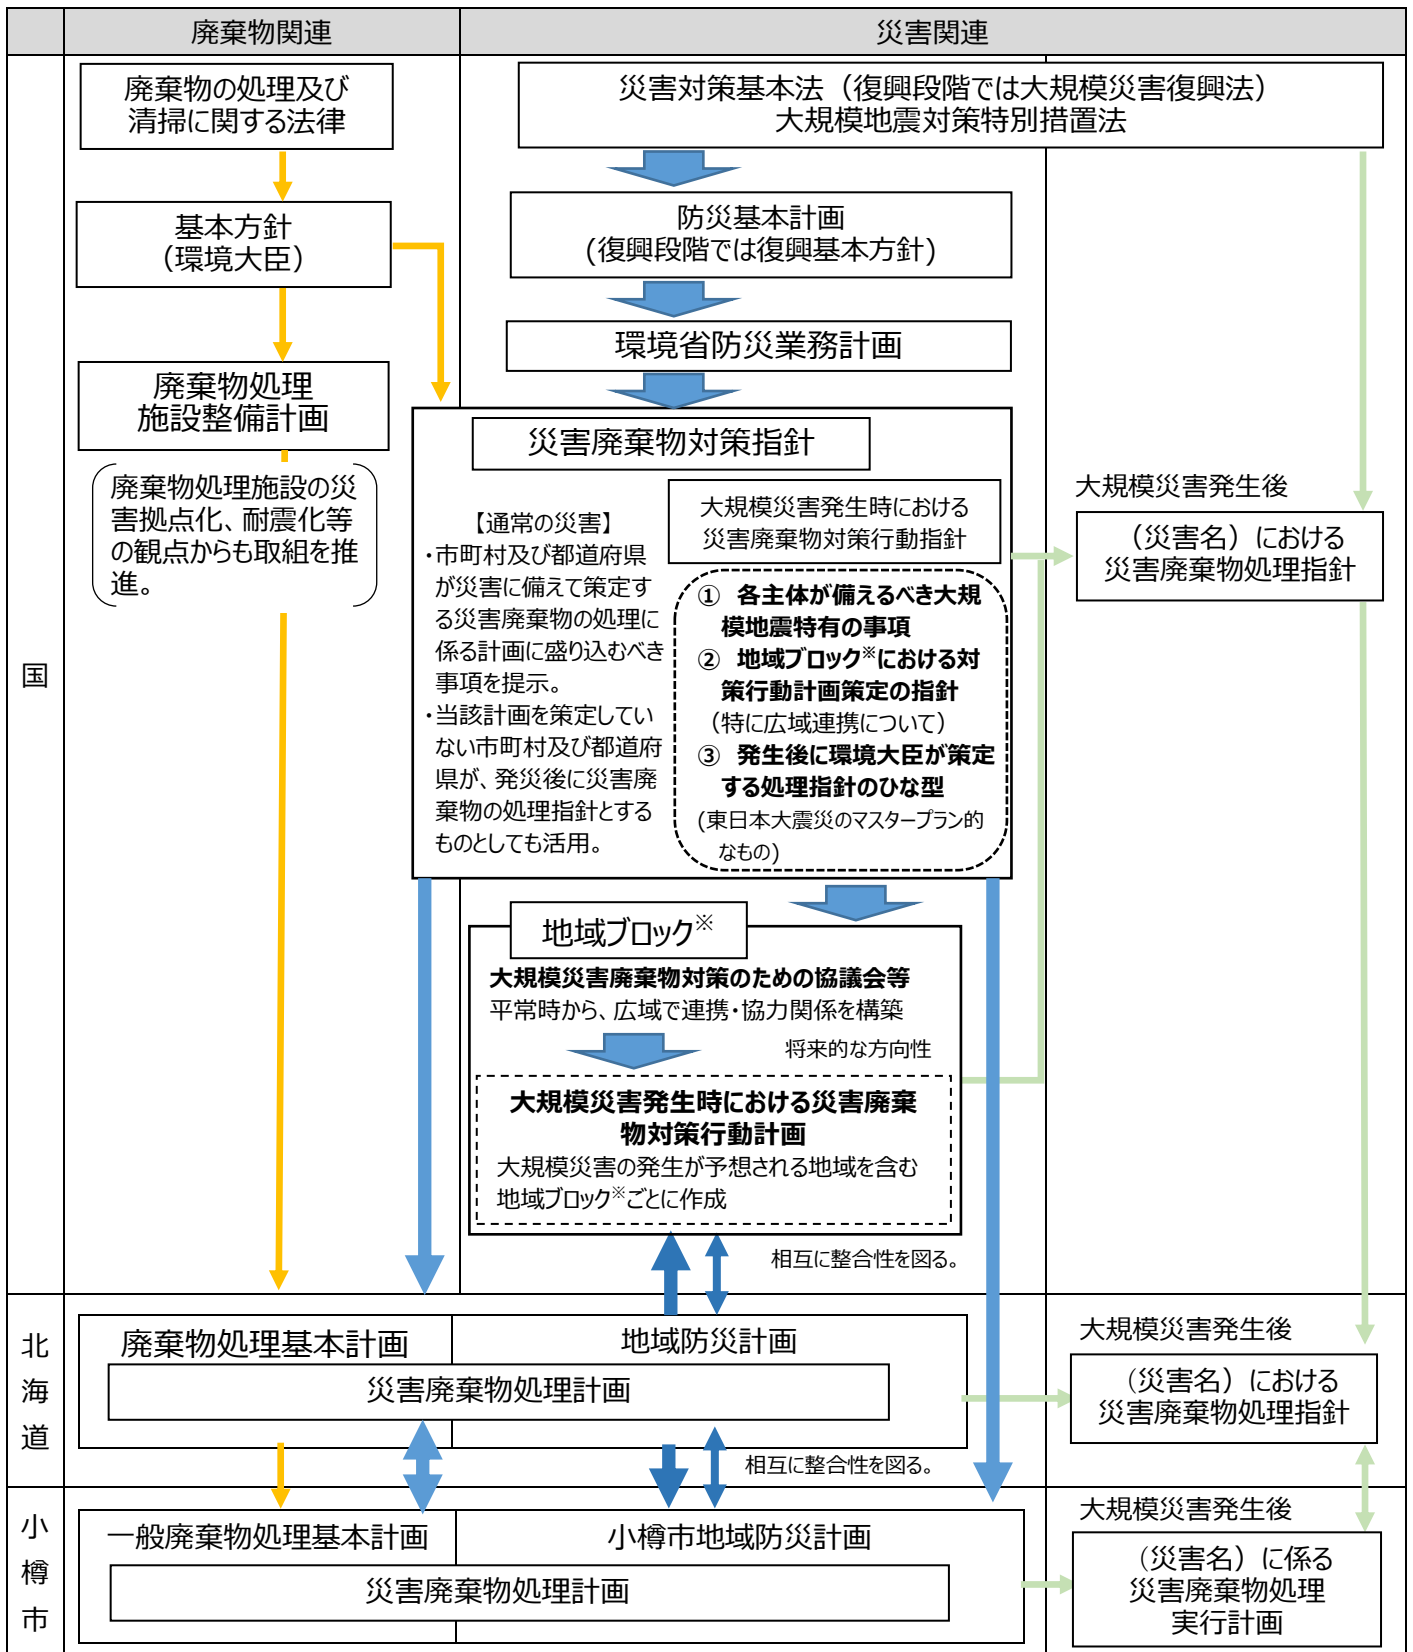 廃棄物関連
災害関連
国
廃棄物の処理及び
清掃に関する法律
基本方針
（環境大臣）
廃棄物処理
施設整備計画
廃棄物処理施設の災
害拠点化、耐震化等
の観点からも取組を推
進。
災害対策基本法（復興段階では大規模災害復興法）
大規模地震対策特別措置法
防災基本計画
(復興段階では復興基本方針）
環境省防災業務計画
災害廃棄物対策指針
【通常の災害】
・市町村及び都道府県
が災害に備えて策定す
る災害廃棄物の処理に
係る計画に盛り込むべき
事項を提示。
・当該計画を策定してい
ない市町村及び都道府
県が、発災後に災害廃
棄物の処理指針とする
ものとしても活用。
大規模災害発生時における
災害廃棄物対策行動指針
① 各主体が備えるべき大規
模地震特有の事項
② 地域ブロック※における対
策行動計画策定の指針
（特に広域連携について）
③ 発生後に環境大臣が策定
する処理指針のひな型
(東日本大震災のマスタープラン的
なもの)
大規模災害発生後
（災害名）における
災害廃棄物処理指針
地域ブロック※
大規模災害廃棄物対策のための協議会等
平常時から、広域で連携・協力関係を構築
将来的な方向性
大規模災害発生時における災害廃棄
物対策行動計画
大規模災害の発生が予想される地域を含む
地域ブロック※ごとに作成
相互に整合性を図る。
北
海
道
廃棄物処理基本計画
地域防災計画
災害廃棄物処理計画
大規模災害発生後
（災害名）における
災害廃棄物処理指針
相互に整合性を図る。
小
樽
市
一般廃棄物処理基本計画
小樽市地域防災計画
災害廃棄物処理計画
大規模災害発生後
（災害名）に係る
災害廃棄物処理
実行計画